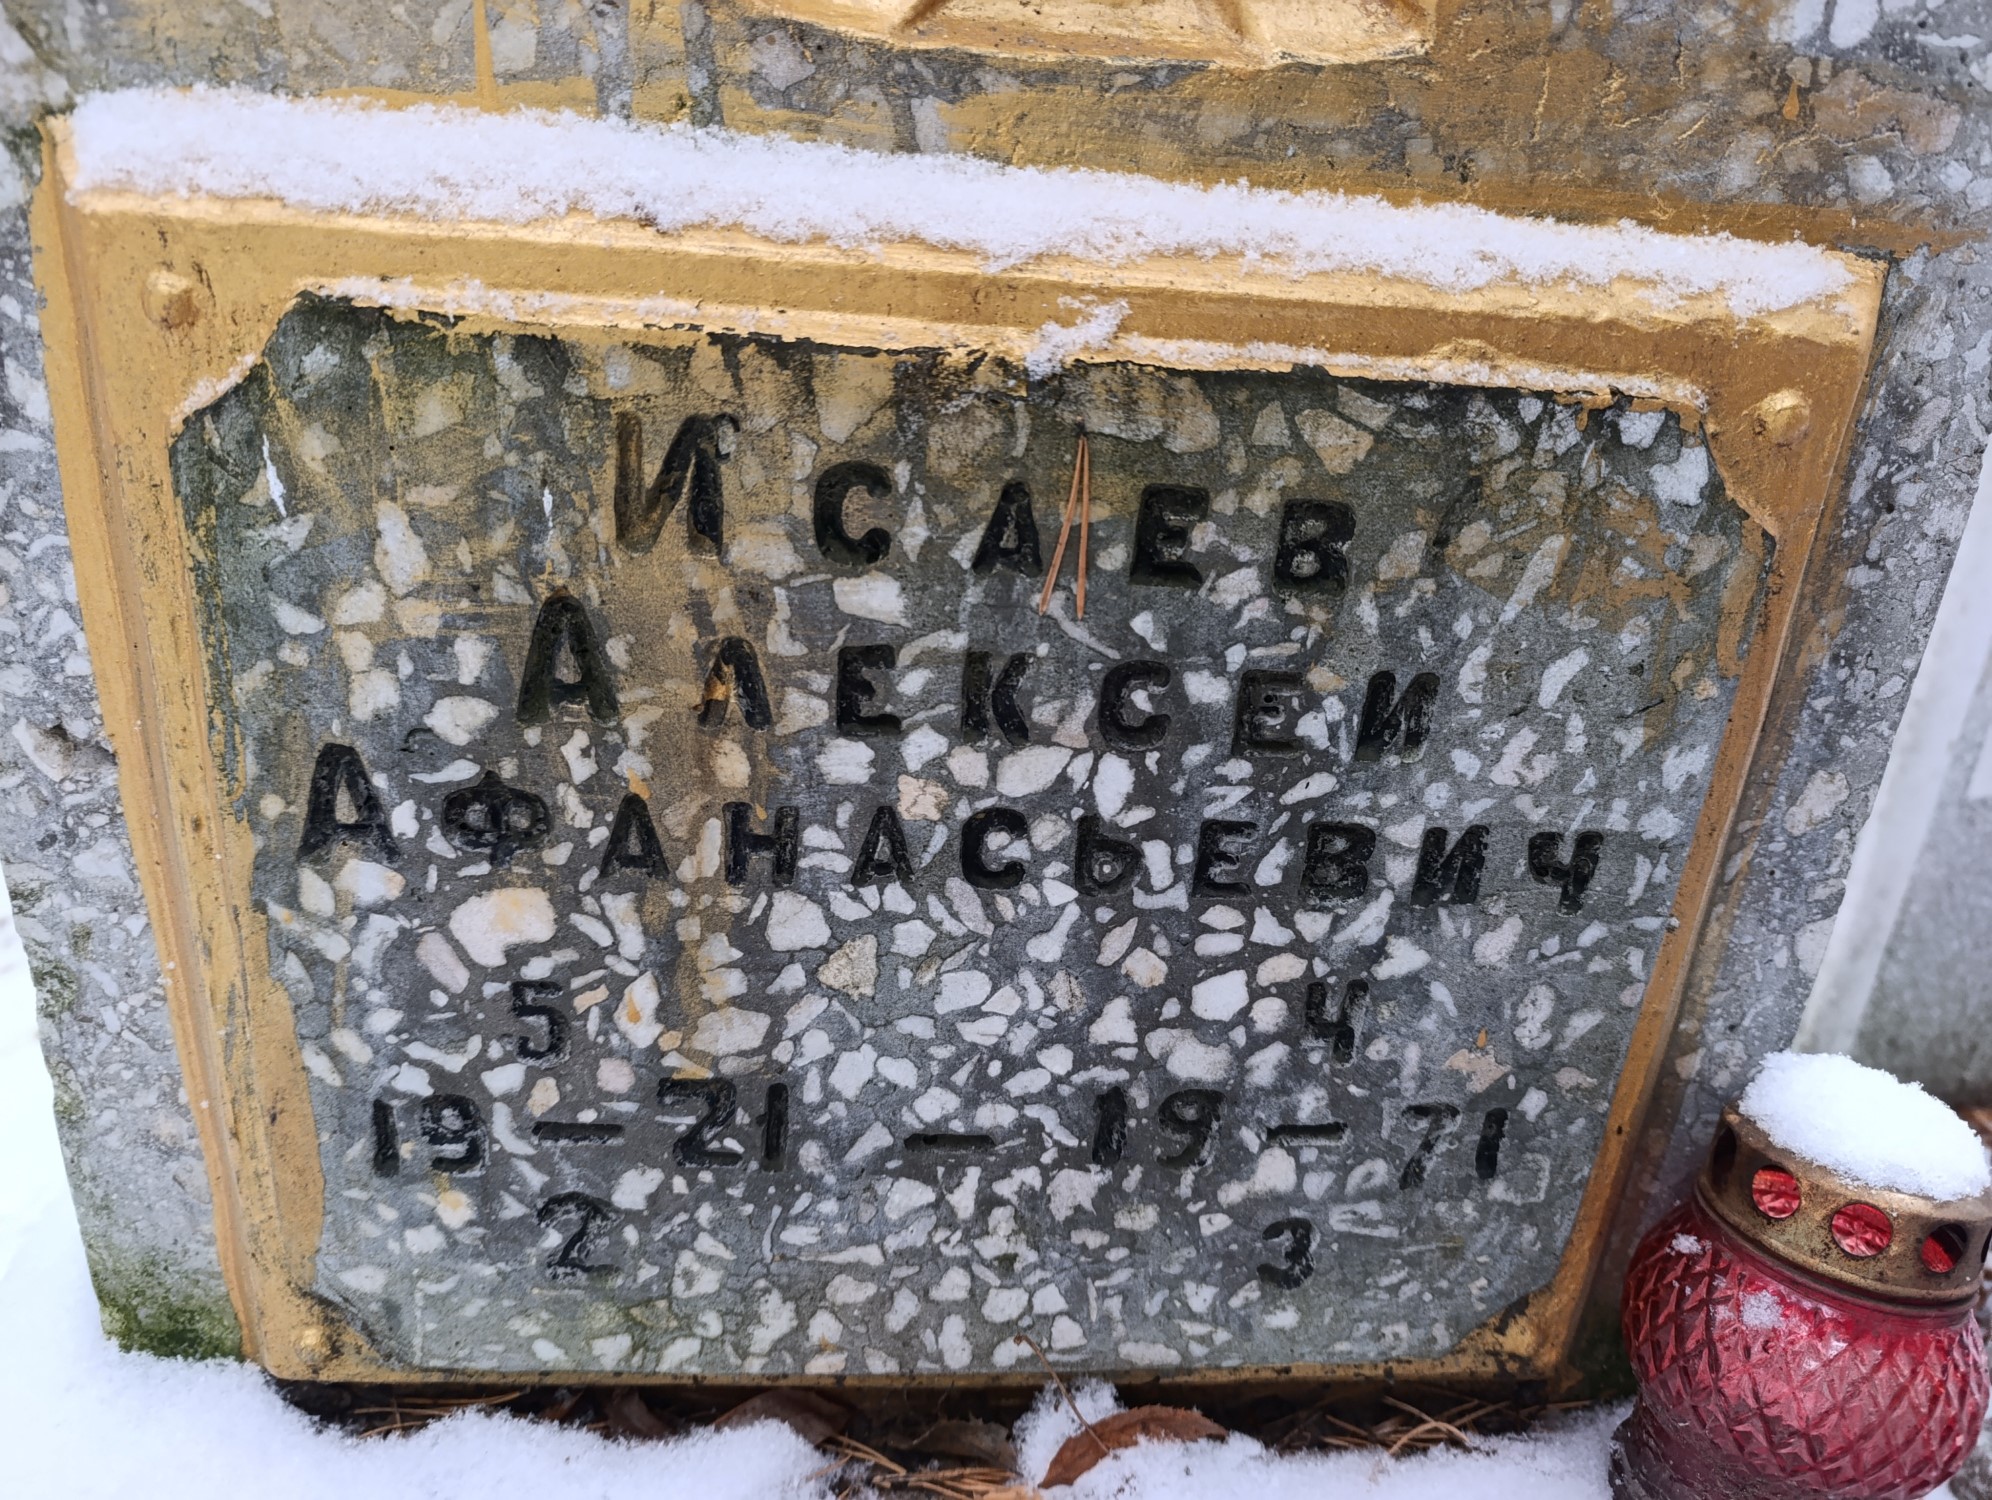 Исаев
Алексеи
Афанасьевич
5 4
19 — 21 — 19 — 71
2 3